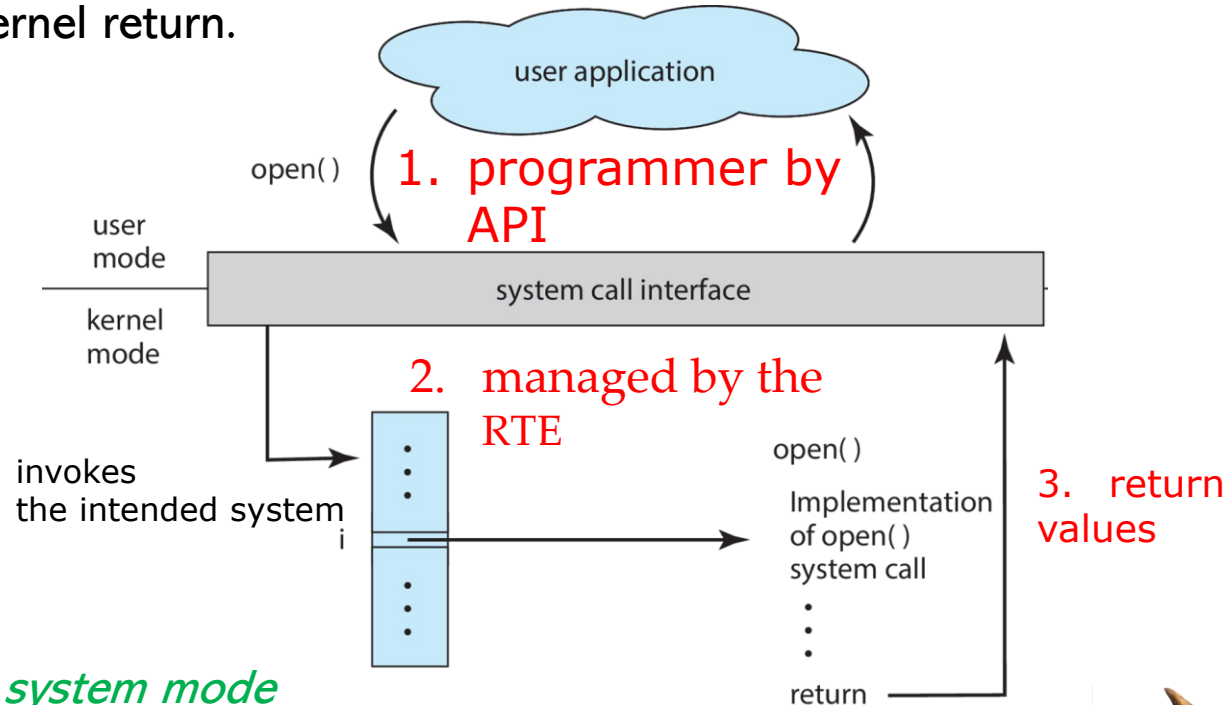 ernel return.
user application
open( )
1. programmer by
API
user
mode
system call interface
kernel
mode
2. managed by the
RTE
open( )
invokes
the intended system
i
Implementation
of open( )
system call
3. return
values
system mode
return